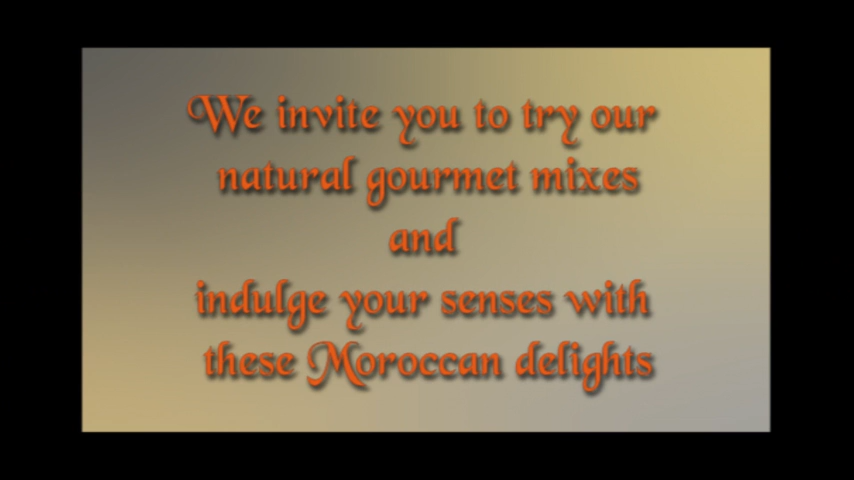 We invite you to try our
natural gourmet mixes
and
indulge your senses with
these Moroccan delights